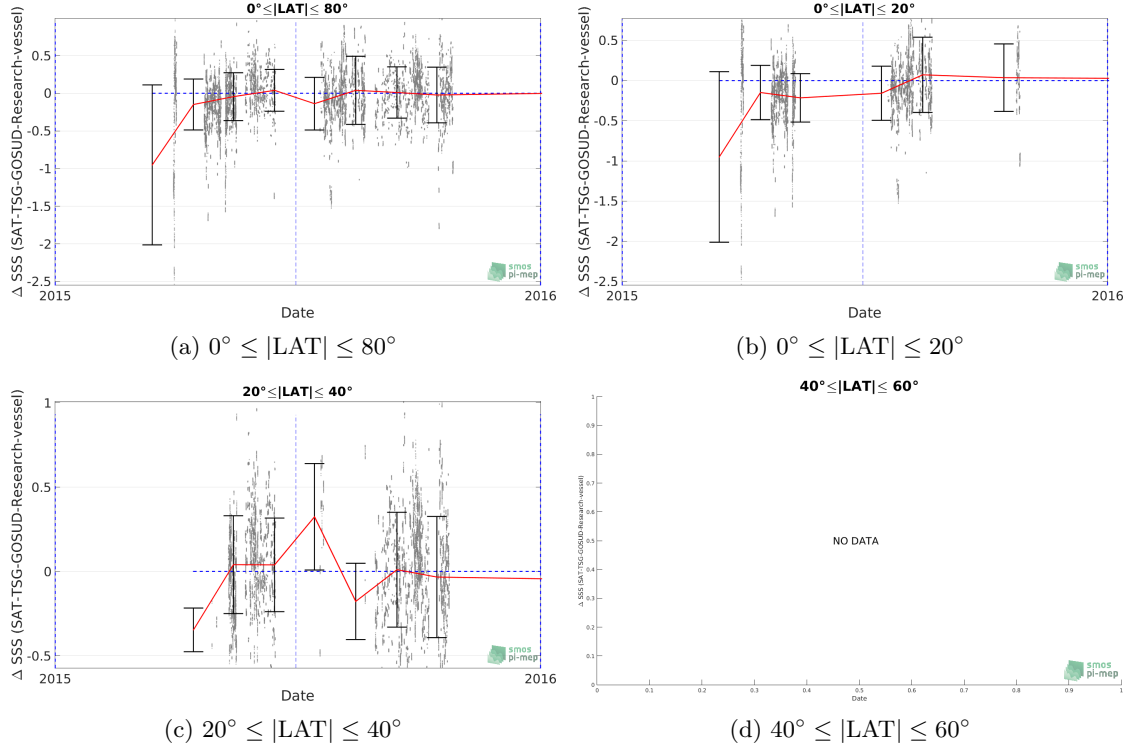 0°≤|LAT|≤ 80°
Δ SSS (SAT-TSG-GOSUD-Research-vessel)
0.5
0
-0.5
-1
-1.5
-2
-2.5
2015
2016
Date
smos
pi-mep
(a) 0° ≤ |LAT| ≤ 80°
0°≤|LAT|≤ 20°
Δ SSS (SAT-TSG-GOSUD-Research-vessel)
0.5
0
-0.5
-1
-1.5
-2
-2.5
2015
2016
Date
smos
pi-mep
(b) 0° ≤ |LAT| ≤ 20°
20°≤|LAT|≤ 40°
Δ SSS (SAT-TSG-GOSUD-Research-vessel)
1
0.5
0
-0.5
2015
2016
Date
smos
pi-mep
(c) 20° ≤ |LAT| ≤ 40°
40°≤|LAT|≤ 60°
Δ SSS (SAT-TSG-GOSUD-Research-vessel)
1
0.9
0.8
0.7
0.6
0.5
0.4
0.3
0.2
0.1
0
NO DATA
0 0.1 0.2 0.3 0.4 0.5 0.6 0.7 0.8 0.9 1
Date
smos
pi-mep
(d) 40° ≤ |LAT| ≤ 60°